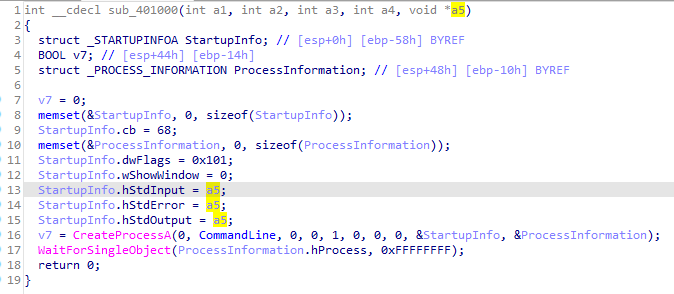 1 int __cdecl sub_401000(int a1, int a2, int a3, int a4, void *a5)
2 {
3 struct _STARTUPINFOA StartupInfo; // [esp+0h] [ebp-58h] BYREF
4 BOOL v7; // [esp+44h] [ebp-14h]
5 struct _PROCESS_INFORMATION ProcessInformation; // [esp+48h] [ebp-10h] BYREF
6
7 v7 = 0;
8 memset(&StartupInfo, 0, sizeof(StartupInfo));
9 StartupInfo.cb = 68;
10 memset(&ProcessInformation, 0, sizeof(ProcessInformation));
11 StartupInfo.dwFlags = 0x101;
12 StartupInfo.wShowWindow = 0;
13 StartupInfo.hStdInput = a5;
14 StartupInfo.hStdError = a5;
15 StartupInfo.hStdOutput = a5;
16 v7 = CreateProcessA(0, CommandLine, 0, 0, 1, 0, 0, 0, &StartupInfo, &ProcessInformation);
17 WaitForSingleObject(ProcessInformation.hProcess, 0xFFFFFFFF);
18 return 0;
19 }